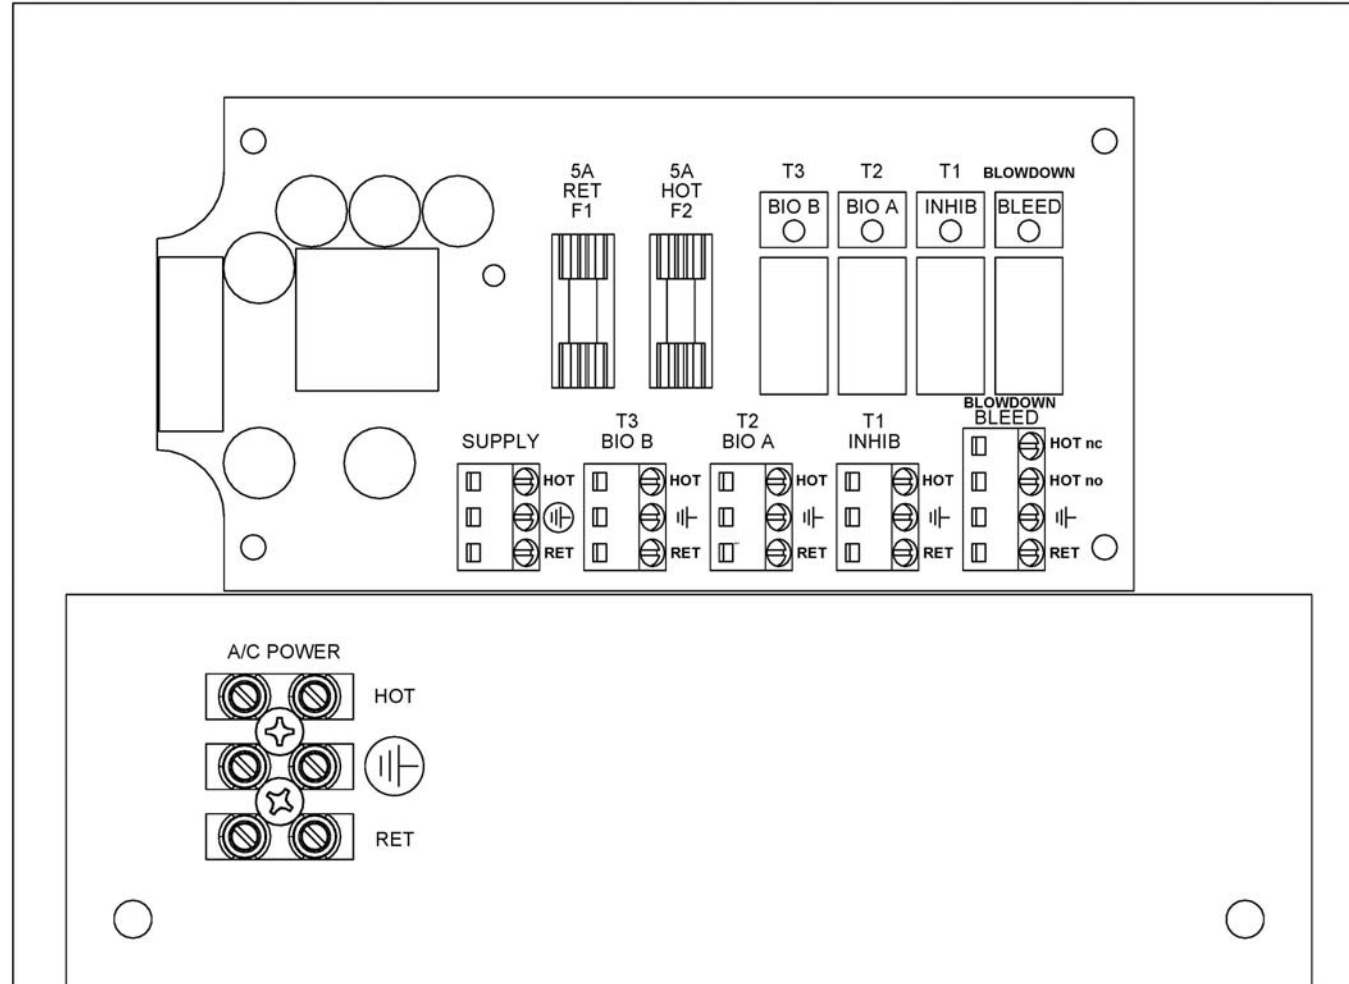 5A
RET
F1
5A
HOT
F2
T3
BIO B
T2
BIO A
T1
INHIB
BLOWDOWN
BLEED
SUPPLY
HOT
RET
T3
BIO B
HOT
RET
T2
BIO A
HOT
RET
T1
INHIB
HOT
RET
BLOWDOWN
BLEED
HOT nc
HOT no
RET
A/C POWER
HOT
RET